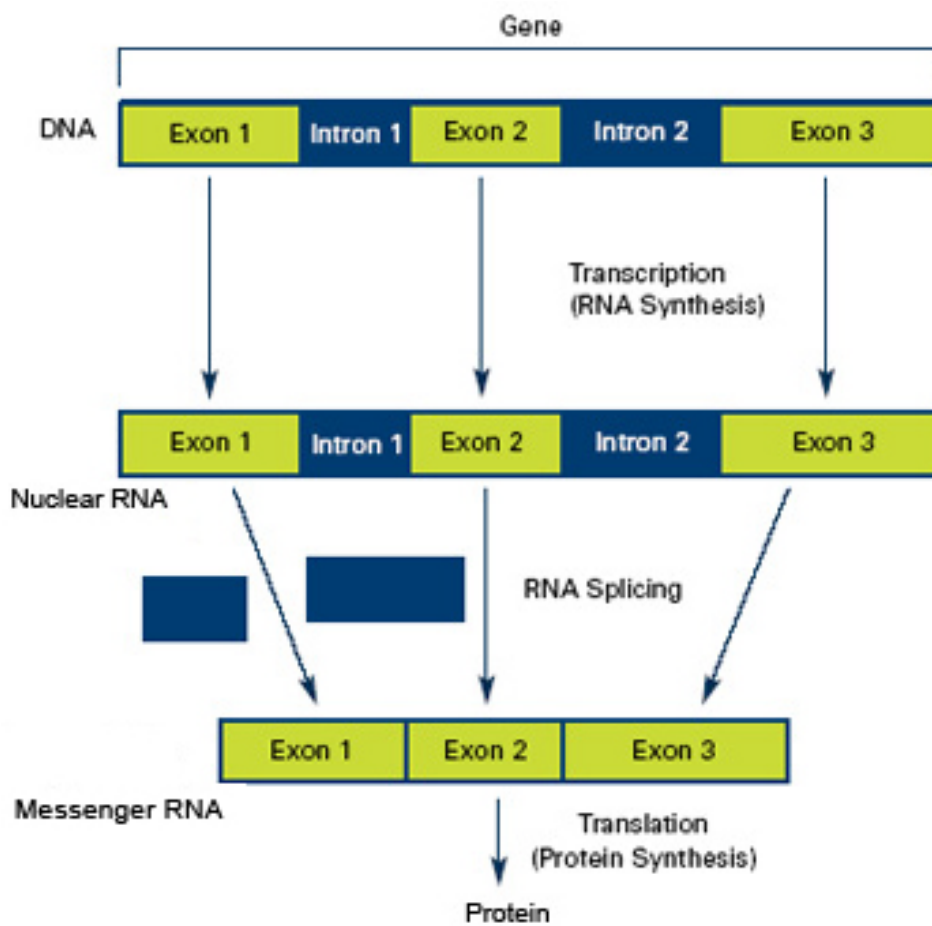 Gene
DNA
Exon 1 Intron 1 Exon 2 Intron 2 Exon 3
Transcription
(RNA Synthesis)
Exon 1 Intron 1 Exon 2 Intron 2 Exon 3
Nuclear RNA
RNA Splicing
Exon 1 Exon 2 Exon 3
Messenger RNA
Translation
(Protein Synthesis)
Protein